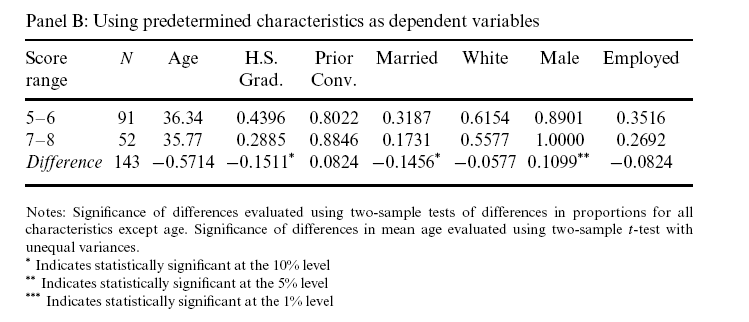 Panel B: Using predetermined characteristics as dependent variables
Score range N Age H.S. Grad. Prior Conv. Married White Male Employed
5–6 91 36.34 0.4396 0.8022 0.3187 0.6154 0.8901 0.3516
7–8 52 35.77 0.2885 0.8846 0.1731 0.5577 1.0000 0.2692
Difference 143 −0.5714 −0.1511* 0.0824 −0.1456* −0.0577 0.1099** −0.0824
Notes: Significance of differences evaluated using two-sample tests of differences in proportions for all
characteristics except age. Significance of differences in mean age evaluated using two-sample t-test with
unequal variances.
* Indicates statistically significant at the 10% level
** Indicates statistically significant at the 5% level
*** Indicates statistically significant at the 1% level